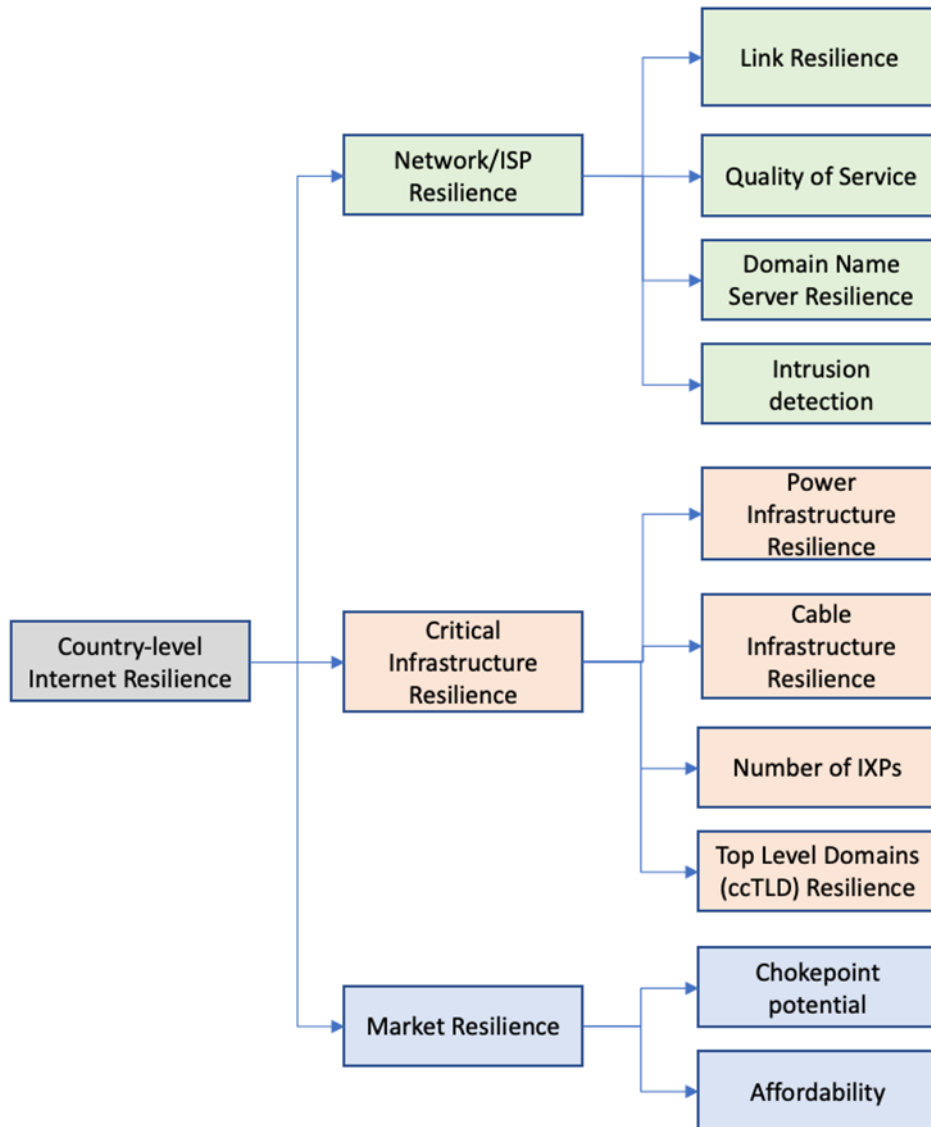 Country-level
Internet Resilience
Network/ISP
Resilience
Link Resilience
Quality of Service
Domain Name
Server Resilience
Intrusion
detection
Critical
Infrastructure
Resilience
Power
Infrastructure
Resilience
Cable
Infrastructure
Resilience
Number of IXPs
Top Level Domains
(ccTLD) Resilience
Market Resilience
Chokepoint
potential
Affordability